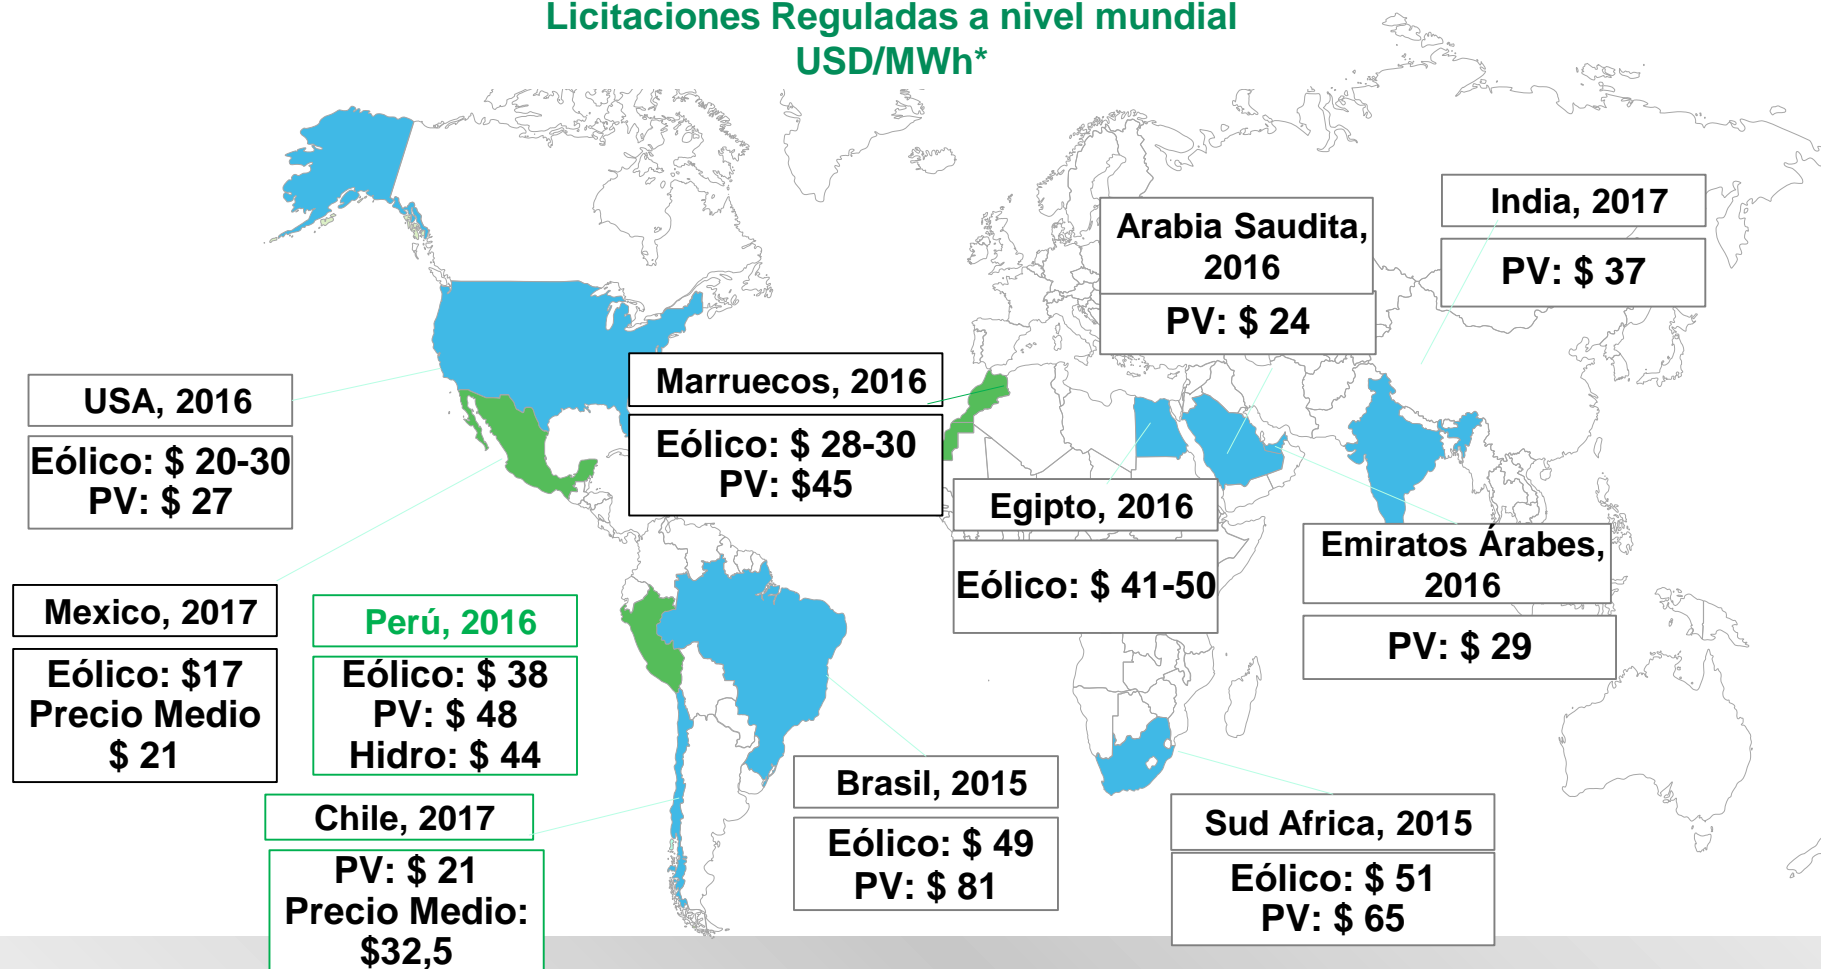 Licitaciones Reguladas a nivel mundial
USD/MWh*
India, 2017
PV: $ 37
Arabia Saudita,
2016
PV: $ 24
USA, 2016
Eólico: $ 20-30
PV: $ 27
Marruecos, 2016
Eólico: $ 28-30
PV: $45
Egipto, 2016
Eólico: $ 41-50
Emiratos Árabes,
2016
PV: $ 29
Mexico, 2017
Eólico: $17
Precio Medio
$ 21
Perú, 2016
Eólico: $ 38
PV: $ 48
Hidro: $ 44
Chile, 2017
PV: $ 21
Precio Medio:
$32,5
Brasil, 2015
Eólico: $ 49
PV: $ 81
Sud Africa, 2015
Eólico: $ 51
PV: $ 65